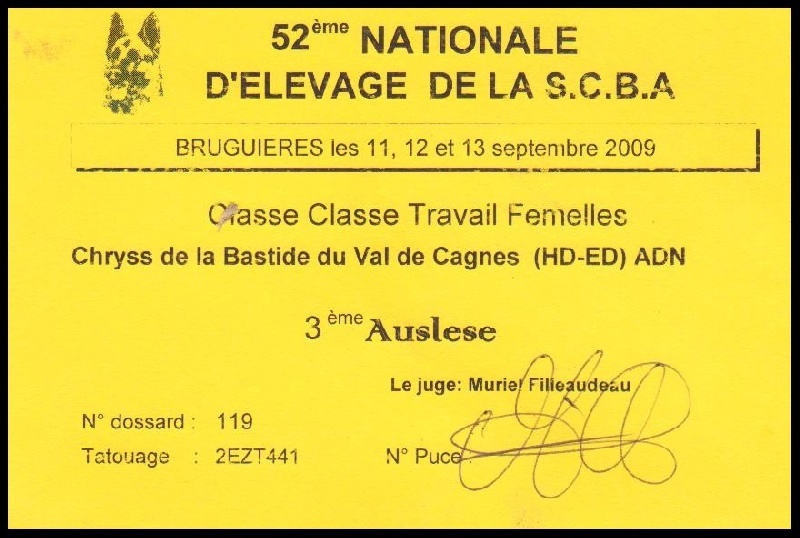 52ème NATIONALE
D'ELEVAGE DE LA S.C.B.A
BRUGUIERES les 11, 12 et 13 septembre 2009
Classe Classe Travail Femelles
Chryss de la Bastide du Val de Cagnes (HD-ED) ADN
3ème Auslese
Le juge: Muriel Filleaudeau
N° dossard : 119
Tatouage : 2EZT441 N° Puce